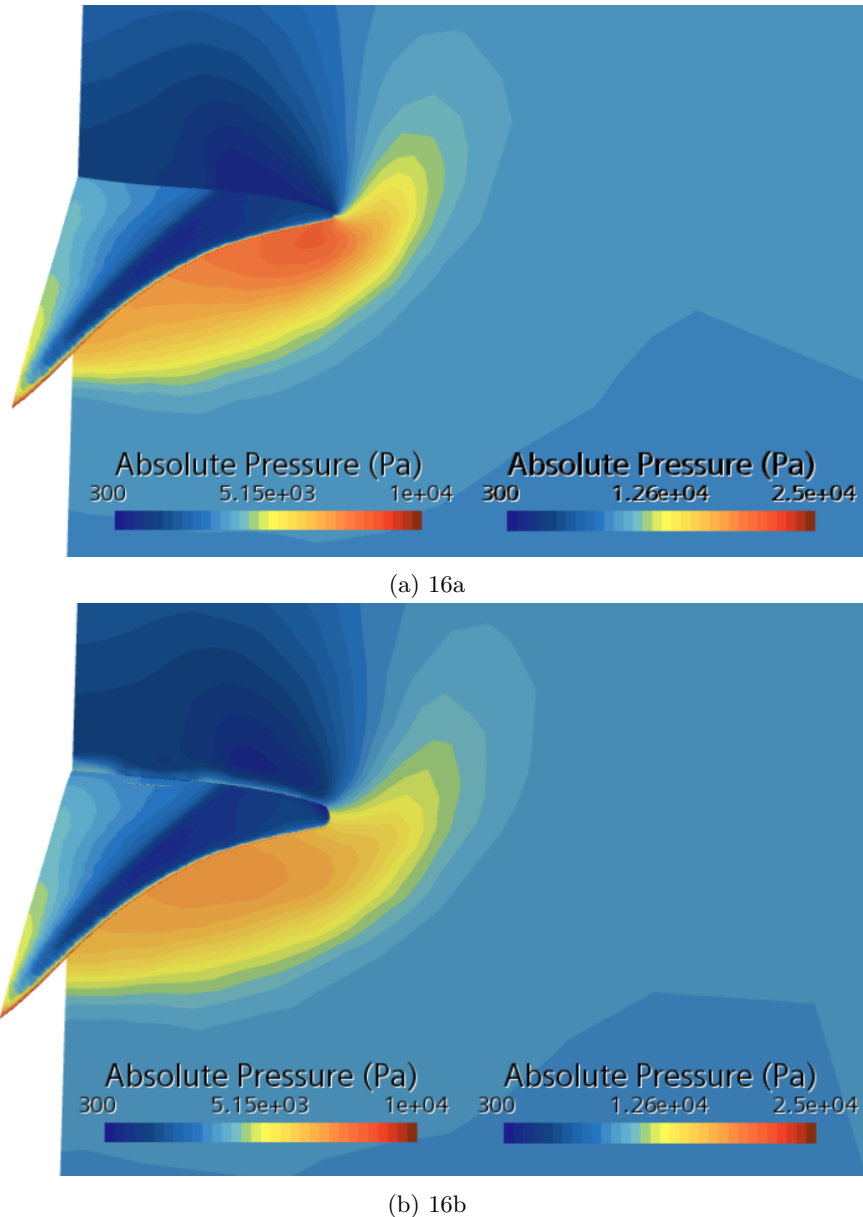 Absolute Pressure (Pa) Absolute Pressure (Pa)
300 5.15e+03 1e+04 300 1.26e+04 2.5e+04
(a) 16a
Absolute Pressure (Pa) Absolute Pressure (Pa)
300 5.15e+03 1e+04 300 1.26e+04 2.5e+04
(b) 16b